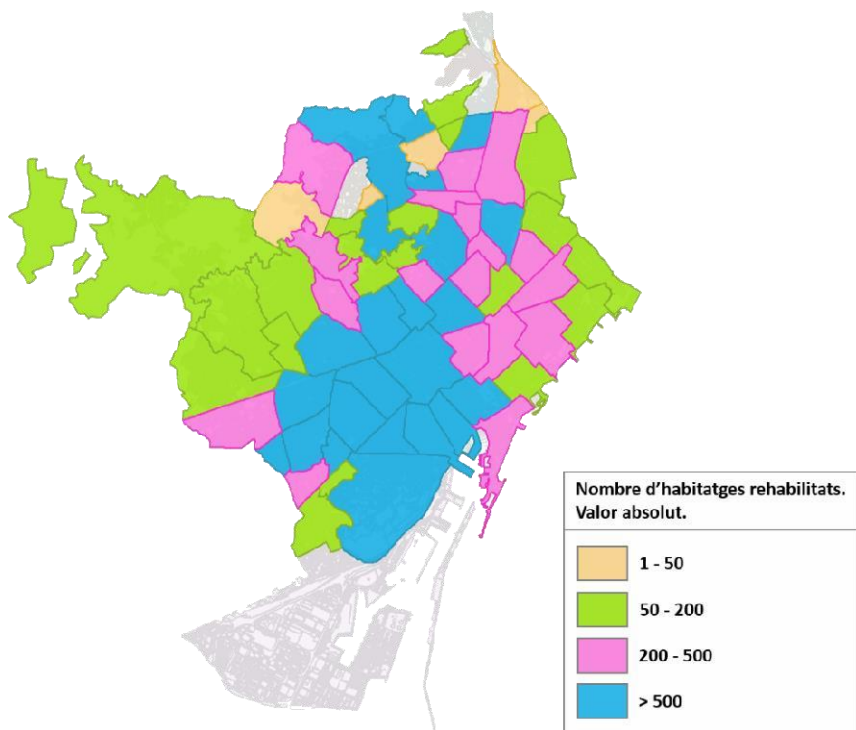 Nombre d'habitatges rehabilitats.
Valor absolut.
1 - 50
50 - 200
200 - 500
> 500